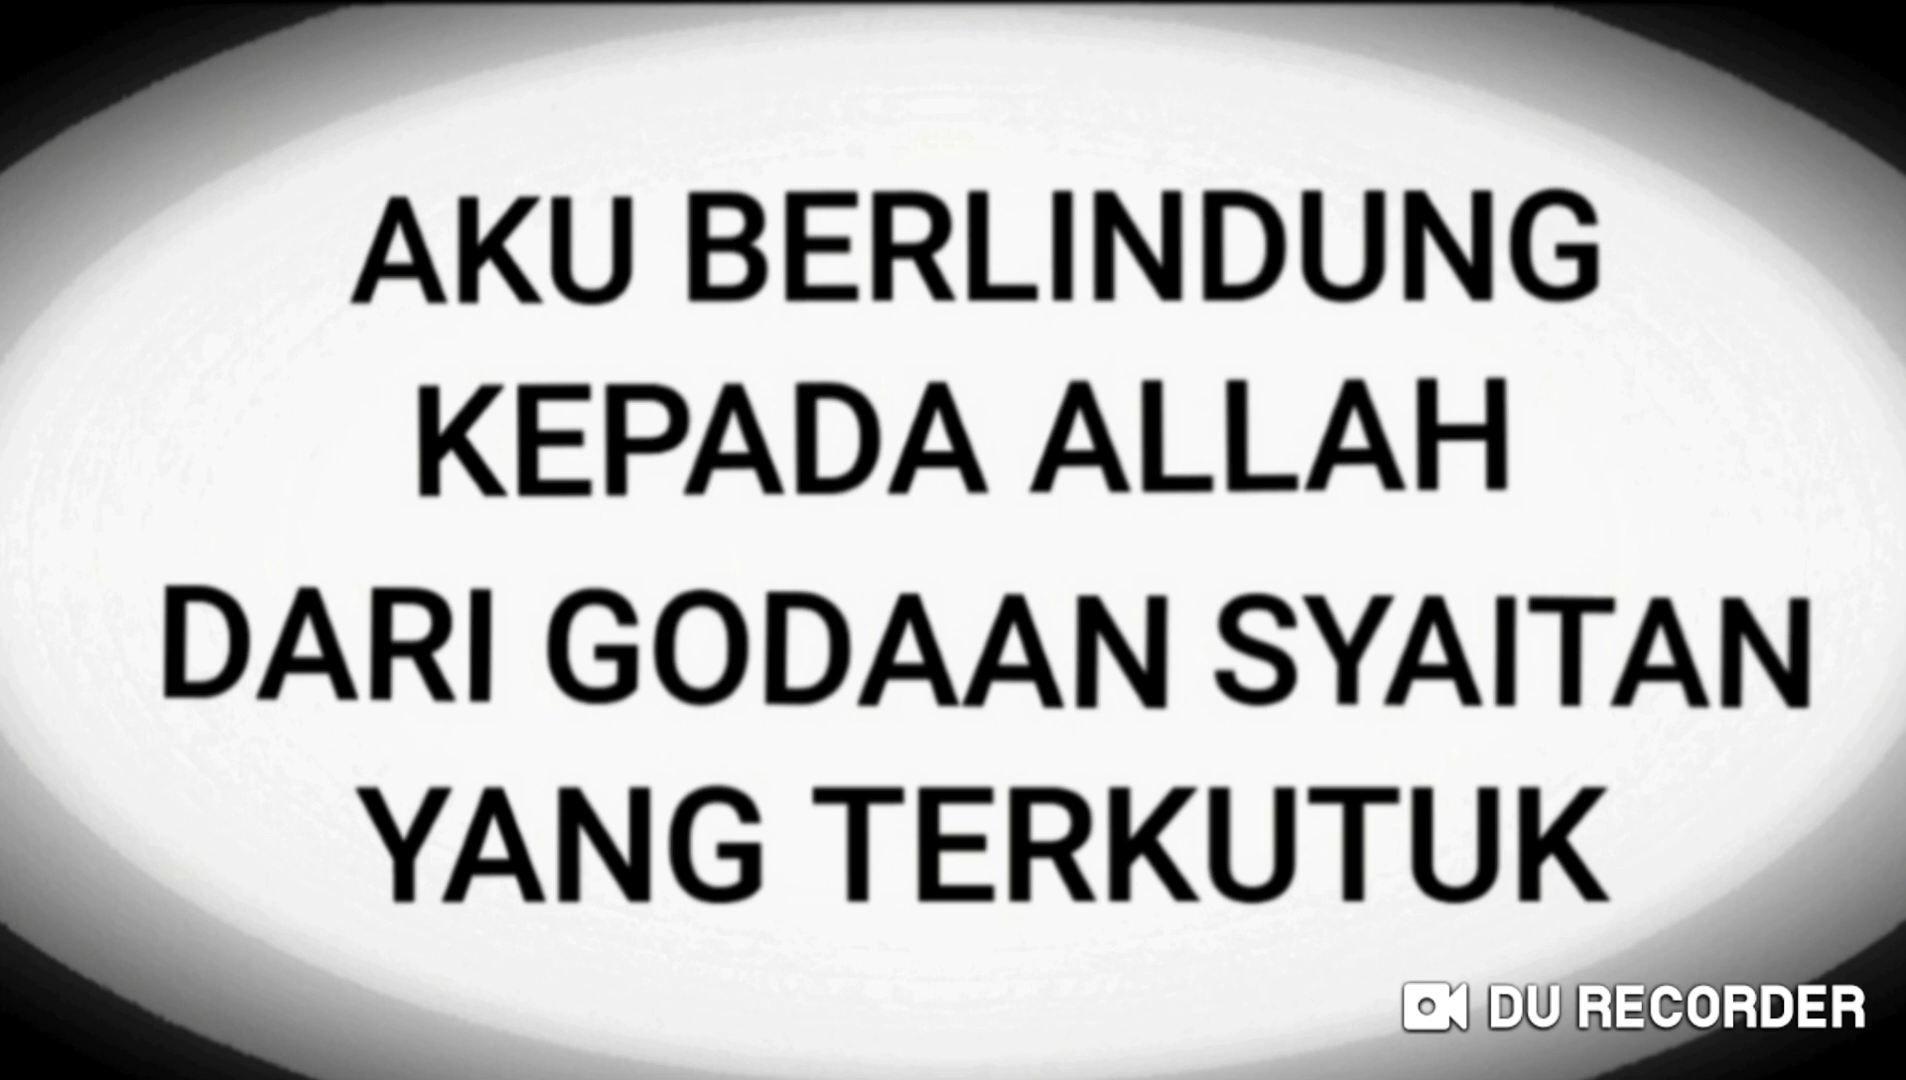 AKU BERLINDUNG
KEPADA ALLAH
DARI GODAAN SYAITAN
YANG TERKUTUK
DU RECORDER